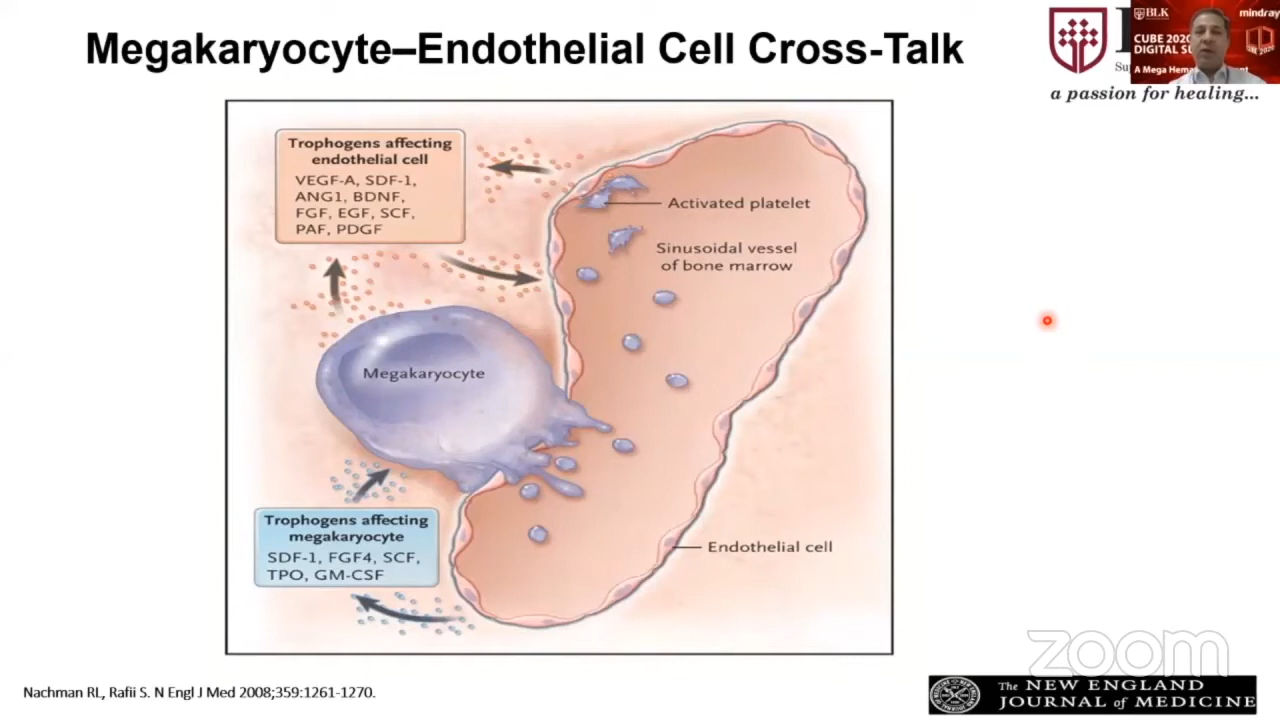 Megakaryocyte–Endothelial Cell Cross-Talk
BLK
mindray
CUBE 2020
DIGITAL
A Mega
a passion for healing...
Trophogens affecting
endothelial cell
VEGF-A, SDF-1,
ANG1, BDNF,
FGF, EGF, SCF,
PAF, PDGF
Activated platelet
Sinusoidal vessel
of bone marrow
Megakaryocyte
Trophogens affecting
megakaryocyte
SDF-1, FGF4, SCF,
TPO, GM-CSF
Endothelial cell
zoom
Nachman RL, Rafii S. N Engl J Med 2008;359:1261-1270.
The NEW ENGLAND
JOURNAL of MEDICINE